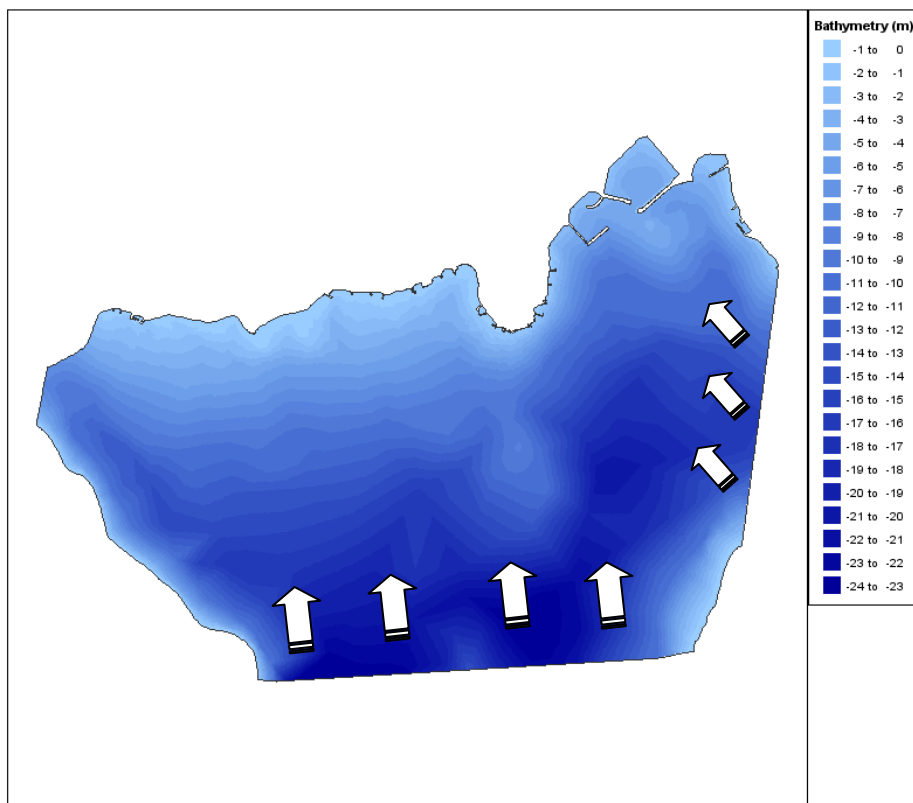 Bathymetry (m)
-1 to 0
-2 to -1
-3 to -2
-4 to -3
-5 to -4
-6 to -5
-7 to -6
-8 to -7
-9 to -8
-10 to -9
-11 to -10
-12 to -11
-13 to -12
-14 to -13
-15 to -14
-16 to -15
-17 to -16
-18 to -17
-19 to -18
-20 to -19
-21 to -20
-22 to -21
-23 to -22
-24 to -23